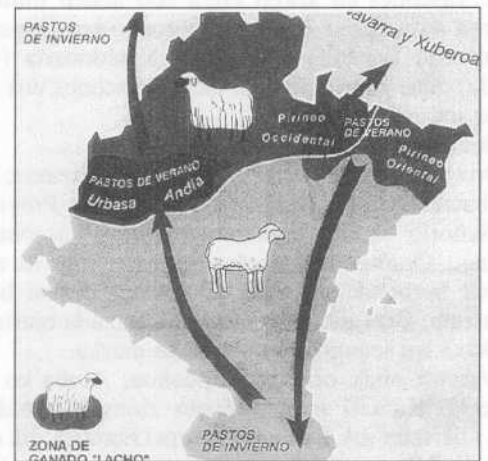 PASTOS
DE INVIERNO
Navarra y Xuberoa
Pirineo
Occidental
PASTOS
DE VERANO
Pirineo
Oriental
PASTOS DE VERANO
Urbasa
Andía
PASTOS
DE INVIERNO
ZONA DE
GANADO "LACHO"